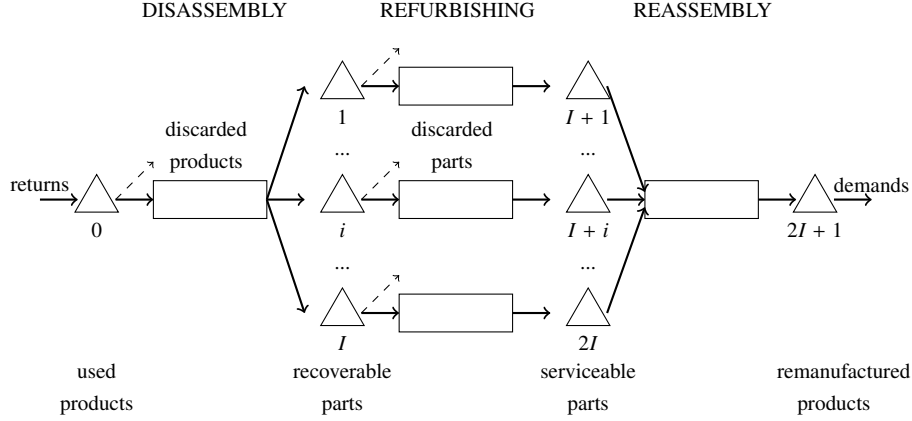 DISASSEMBLY REFURBISHING REASSEMBLY
1
I + 1
discarded
products
discarded
parts
...
...
returns
demands
0
i
I + i
2I + 1
...
...
I
2I
used
products
recoverable
parts
serviceable
parts
remanufactured
products